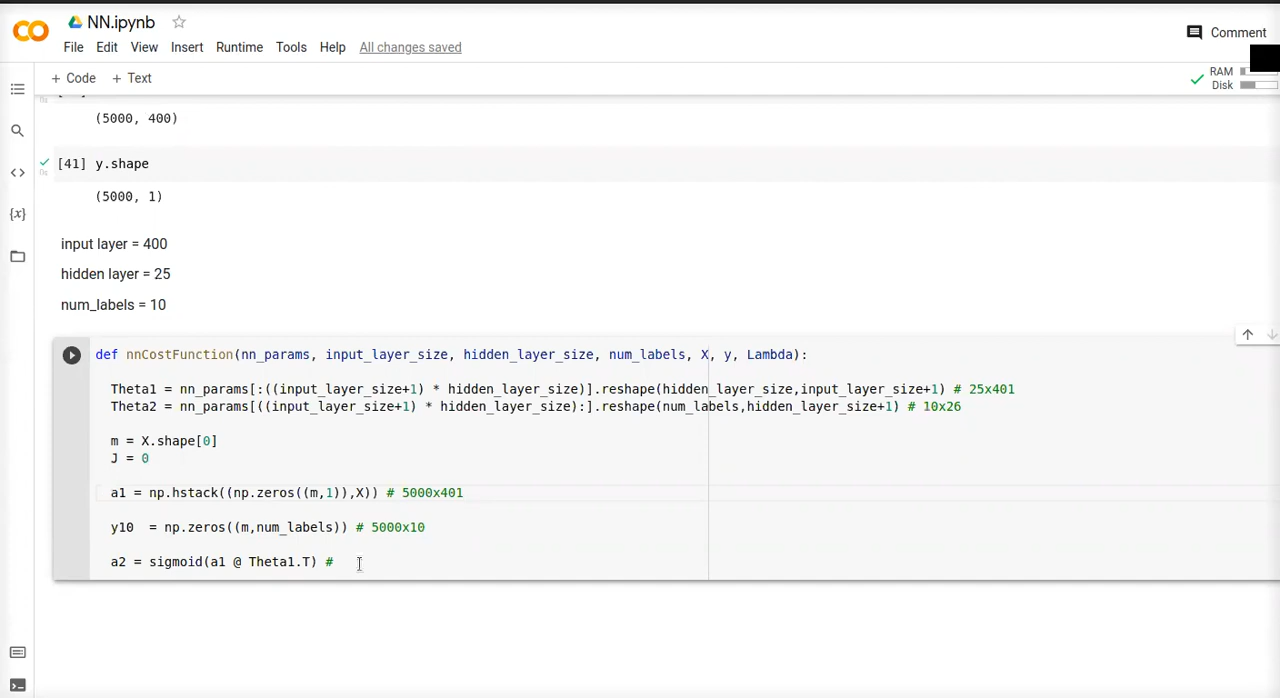 NN.ipynb
File Edit View Insert Runtime Tools Help All changes saved
Comment
+ Code + Text
RAM
Disk
(5000, 400)
[41] y.shape
(5000, 1)
input layer = 400
hidden layer = 25
num_labels = 10
def nnCostFunction(nn_params, input_layer_size, hidden_layer_size, num_labels, X, y, Lambda):
Theta1 = nn_params[:((input_layer_size+1) * hidden_layer_size)].reshape(hidden_layer_size,input_layer_size+1) # 25x401
Theta2 = nn_params[((input_layer_size+1) * hidden_layer_size):].reshape(num_labels,hidden_layer_size+1) # 10x26
m = X.shape[0]
J = 0
a1 = np.hstack((np.zeros((m,1)),X)) # 5000x401
y10 = np.zeros((m,num_labels)) # 5000x10
a2 = sigmoid(a1 @ Theta1.T) #